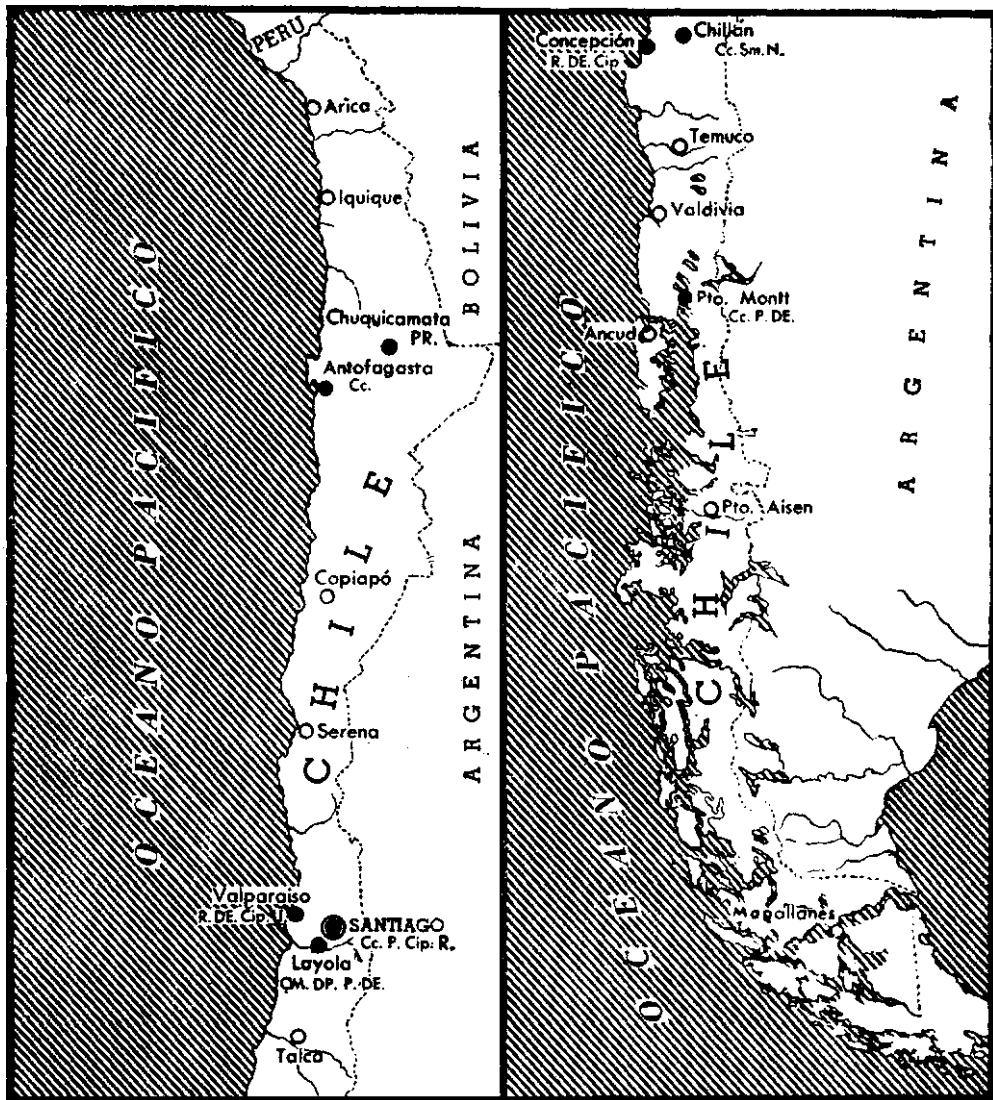 PERU
Arica
Iquique
BOLIVIA
Chuquicamata
PR.
Antofagasta
Cc.
OCEANO PACIFICO
CHILE
Copiapó
ARGENTINA
Serena
Valparaiso
R. DE. Cip. U.
SANTIAGO
Cc. P. Cip. R.
Loyola
QM. DP. P. DE.
Talca
Concepción
R. DE. Cip
Chillán
Cc. Sm. N.
Temuco
Valdivia
Pto. Montt
Cc. P. DE.
Ancud
ARGENTINA
Pto. Aisen
CHILE
OCEANO PACIFICO
Magallanes